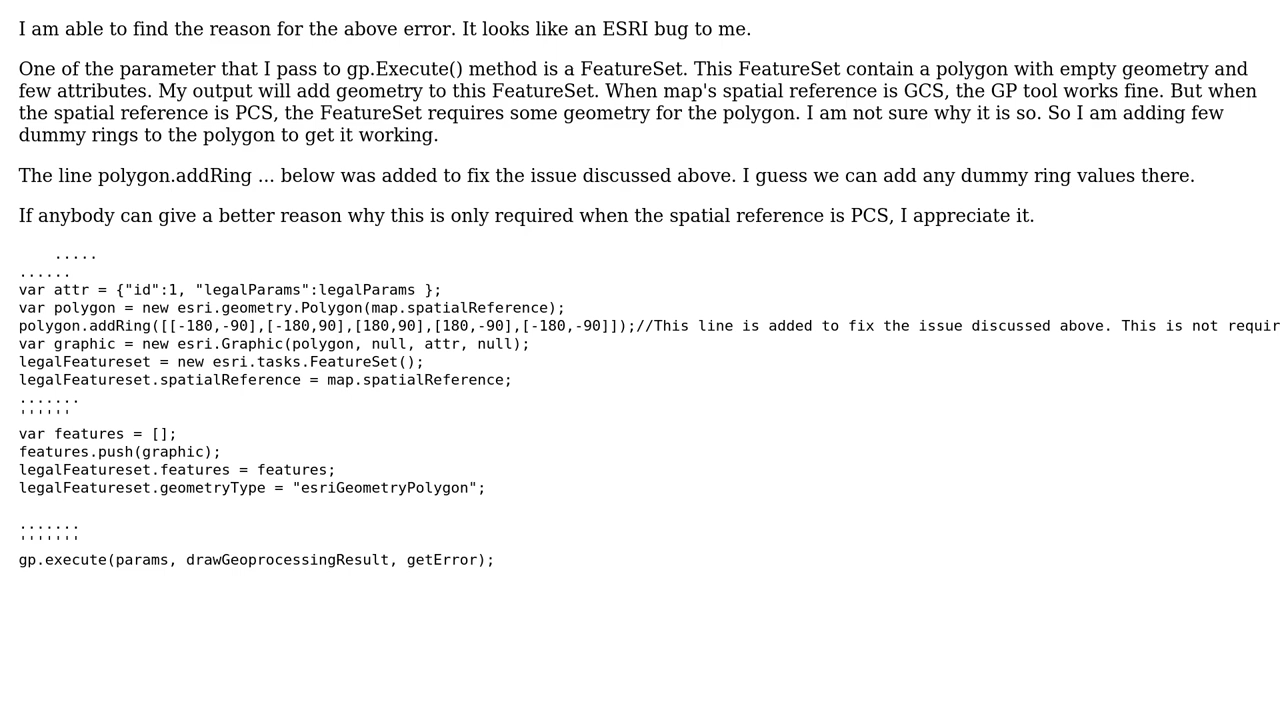 I am able to find the reason for the above error. It looks like an ESRI bug to me.
One of the parameter that I pass to gp.Execute() method is a FeatureSet. This FeatureSet contain a polygon with empty geometry and
few attributes. My output will add geometry to this FeatureSet. When map's spatial reference is GCS, the GP tool works fine. But when
the spatial reference is PCS, the FeatureSet requires some geometry for the polygon. I am not sure why it is so. So I am adding few
dummy rings to the polygon to get it working.
The line polygon.addRing ... below was added to fix the issue discussed above. I guess we can add any dummy ring values there.
If anybody can give a better reason why this is only required when the spatial reference is PCS, I appreciate it.
.....
......
var attr = {"id":1, "legalParams":legalParams };
var polygon = new esri.geometry.Polygon(map.spatialReference);
polygon.addRing([[-180,-90],[-180,90],[180,90],[180,-90],[-180,-90]]);//This line is added to fix the issue discussed above. This is not requir
var graphic = new esri.Graphic(polygon, null, attr, null);
legalFeatureset = new esri.tasks.FeatureSet();
legalFeatureset.spatialReference = map.spatialReference;
.......
''''''
var features = [];
features.push(graphic);
legalFeatureset.features = features;
legalFeatureset.geometryType = "esriGeometryPolygon";
.......
'''''''
gp.execute(params, drawGeoprocessingResult, getError);